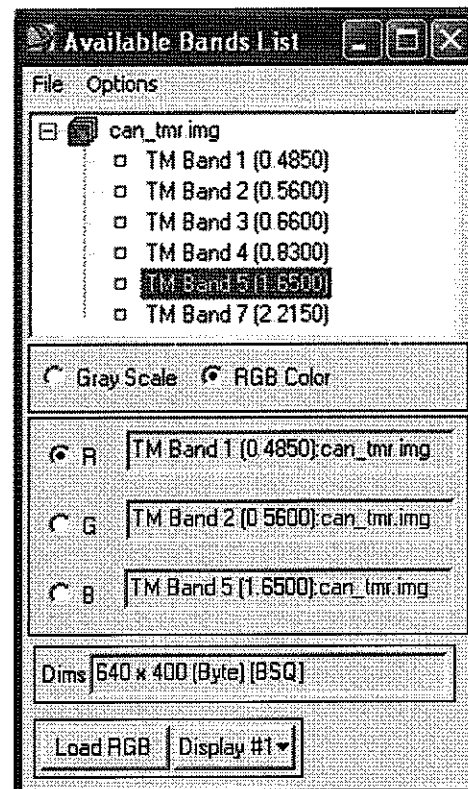 Available Bands List
File Options
can_tmr.img
TM Band 1 (0.4850)
TM Band 2 (0.5600)
TM Band 3 (0.6600)
TM Band 4 (0.8300)
TM Band 5 (1.6500)
TM Band 7 (2.2150)
Gray Scale RGB Color
R TM Band 1 (0.4850):can_tmr.img
G TM Band 2 (0.5600):can_tmr.img
B TM Band 5 (1.6500):can_tmr.img
Dims 640 x 400 (Byte) [BSQ]
Load RGB Display #1